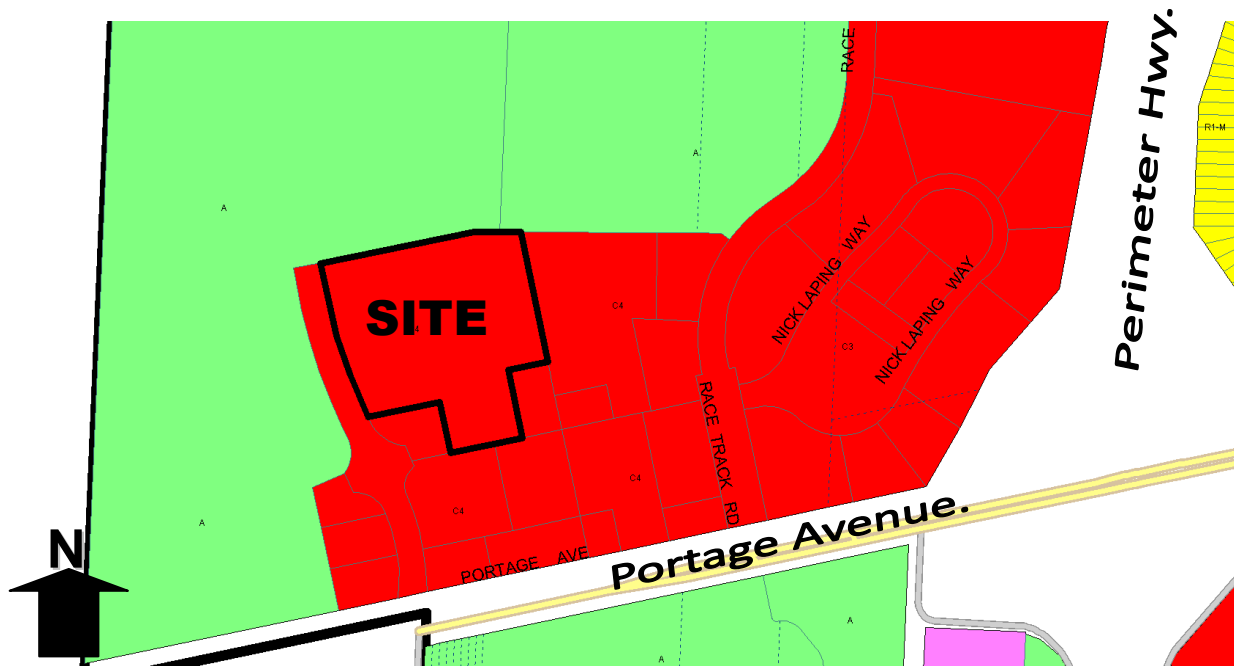 RACE
Perimeter Hwy.
R1-M
A
A
NICK LAPING WAY
NICK LAPING WAY
C4
SITE
C3
RACE TRACK RD
C4
C4
A
N
Portage Avenue.
PORTAGE AVE
A
A